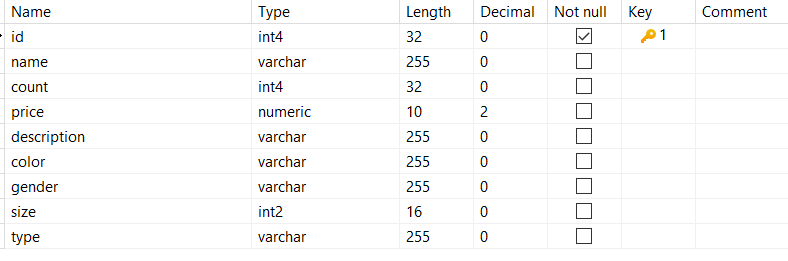 Name Type Length Decimal Not null Key Comment
id int4 32 0 1
name varchar 255 0
count int4 32 0
price numeric 10 2
description varchar 255 0
color varchar 255 0
gender varchar 255 0
size int2 16 0
type varchar 255 0